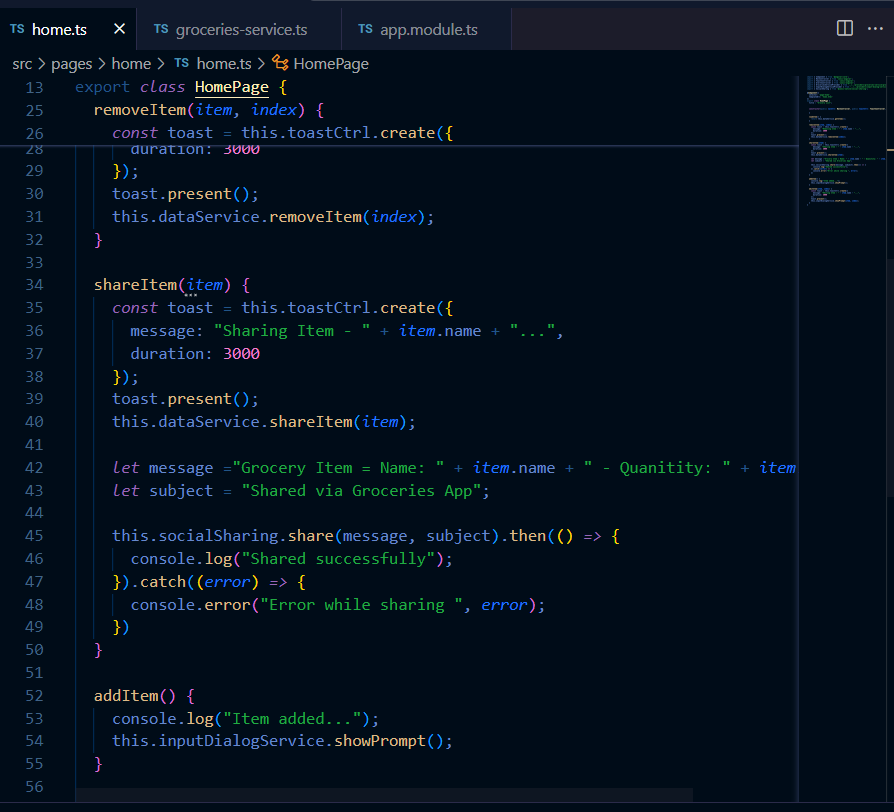 TS home.ts × TS groceries-service.ts TS app.module.ts
src > pages > home > TS home.ts > HomePage
13 export class HomePage {
25 removeItem(item, index) {
26 const toast = this.toastCtrl.create({
28 duration: 3000
29 });
30 toast.present();
31 this.dataService.removeItem(index);
32 }
33
34 shareItem(item) {
35 const toast = this.toastCtrl.create({
36 message: "Sharing Item - " + item.name + "...",
37 duration: 3000
38 });
39 toast.present();
40 this.dataService.shareItem(item);
41
42 let message ="Grocery Item = Name: " + item.name + " - Quanitity: " + item
43 let subject = "Shared via Groceries App";
44
45 this.socialSharing.share(message, subject).then(() => {
46 console.log("Shared successfully");
47 }).catch((error) => {
48 console.error("Error while sharing ", error);
49 })
50 }
51
52 addItem() {
53 console.log("Item added...");
54 this.inputDialogService.showPrompt();
55 }
56